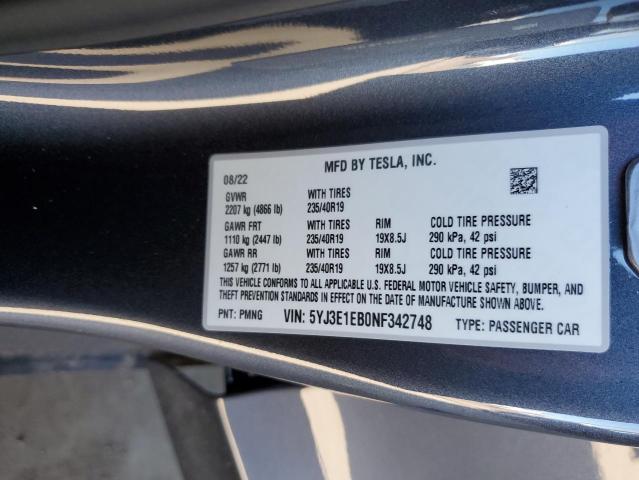 MFD BY TESLA, INC.
08/22
GVWR WITH TIRES
2207 kg (4866 lb) 235/40R19
GAWR FRT WITH TIRES RIM COLD TIRE PRESSURE
1110 kg (2447 lb) 235/40R19 19X8.5J 290 kPa, 42 psi
GAWR RR WITH TIRES RIM COLD TIRE PRESSURE
1257 kg (2771 lb) 235/40R19 19X8.5J 290 kPa, 42 psi
THIS VEHICLE CONFORMS TO ALL APPLICABLE U.S. FEDERAL MOTOR VEHICLE SAFETY, BUMPER, AND
THEFT PREVENTION STANDARDS IN EFFECT ON THE DATE OF MANUFACTURE SHOWN ABOVE.
PNT: PMNG VIN: 5YJ3E1EB0NF342748 TYPE: PASSENGER CAR